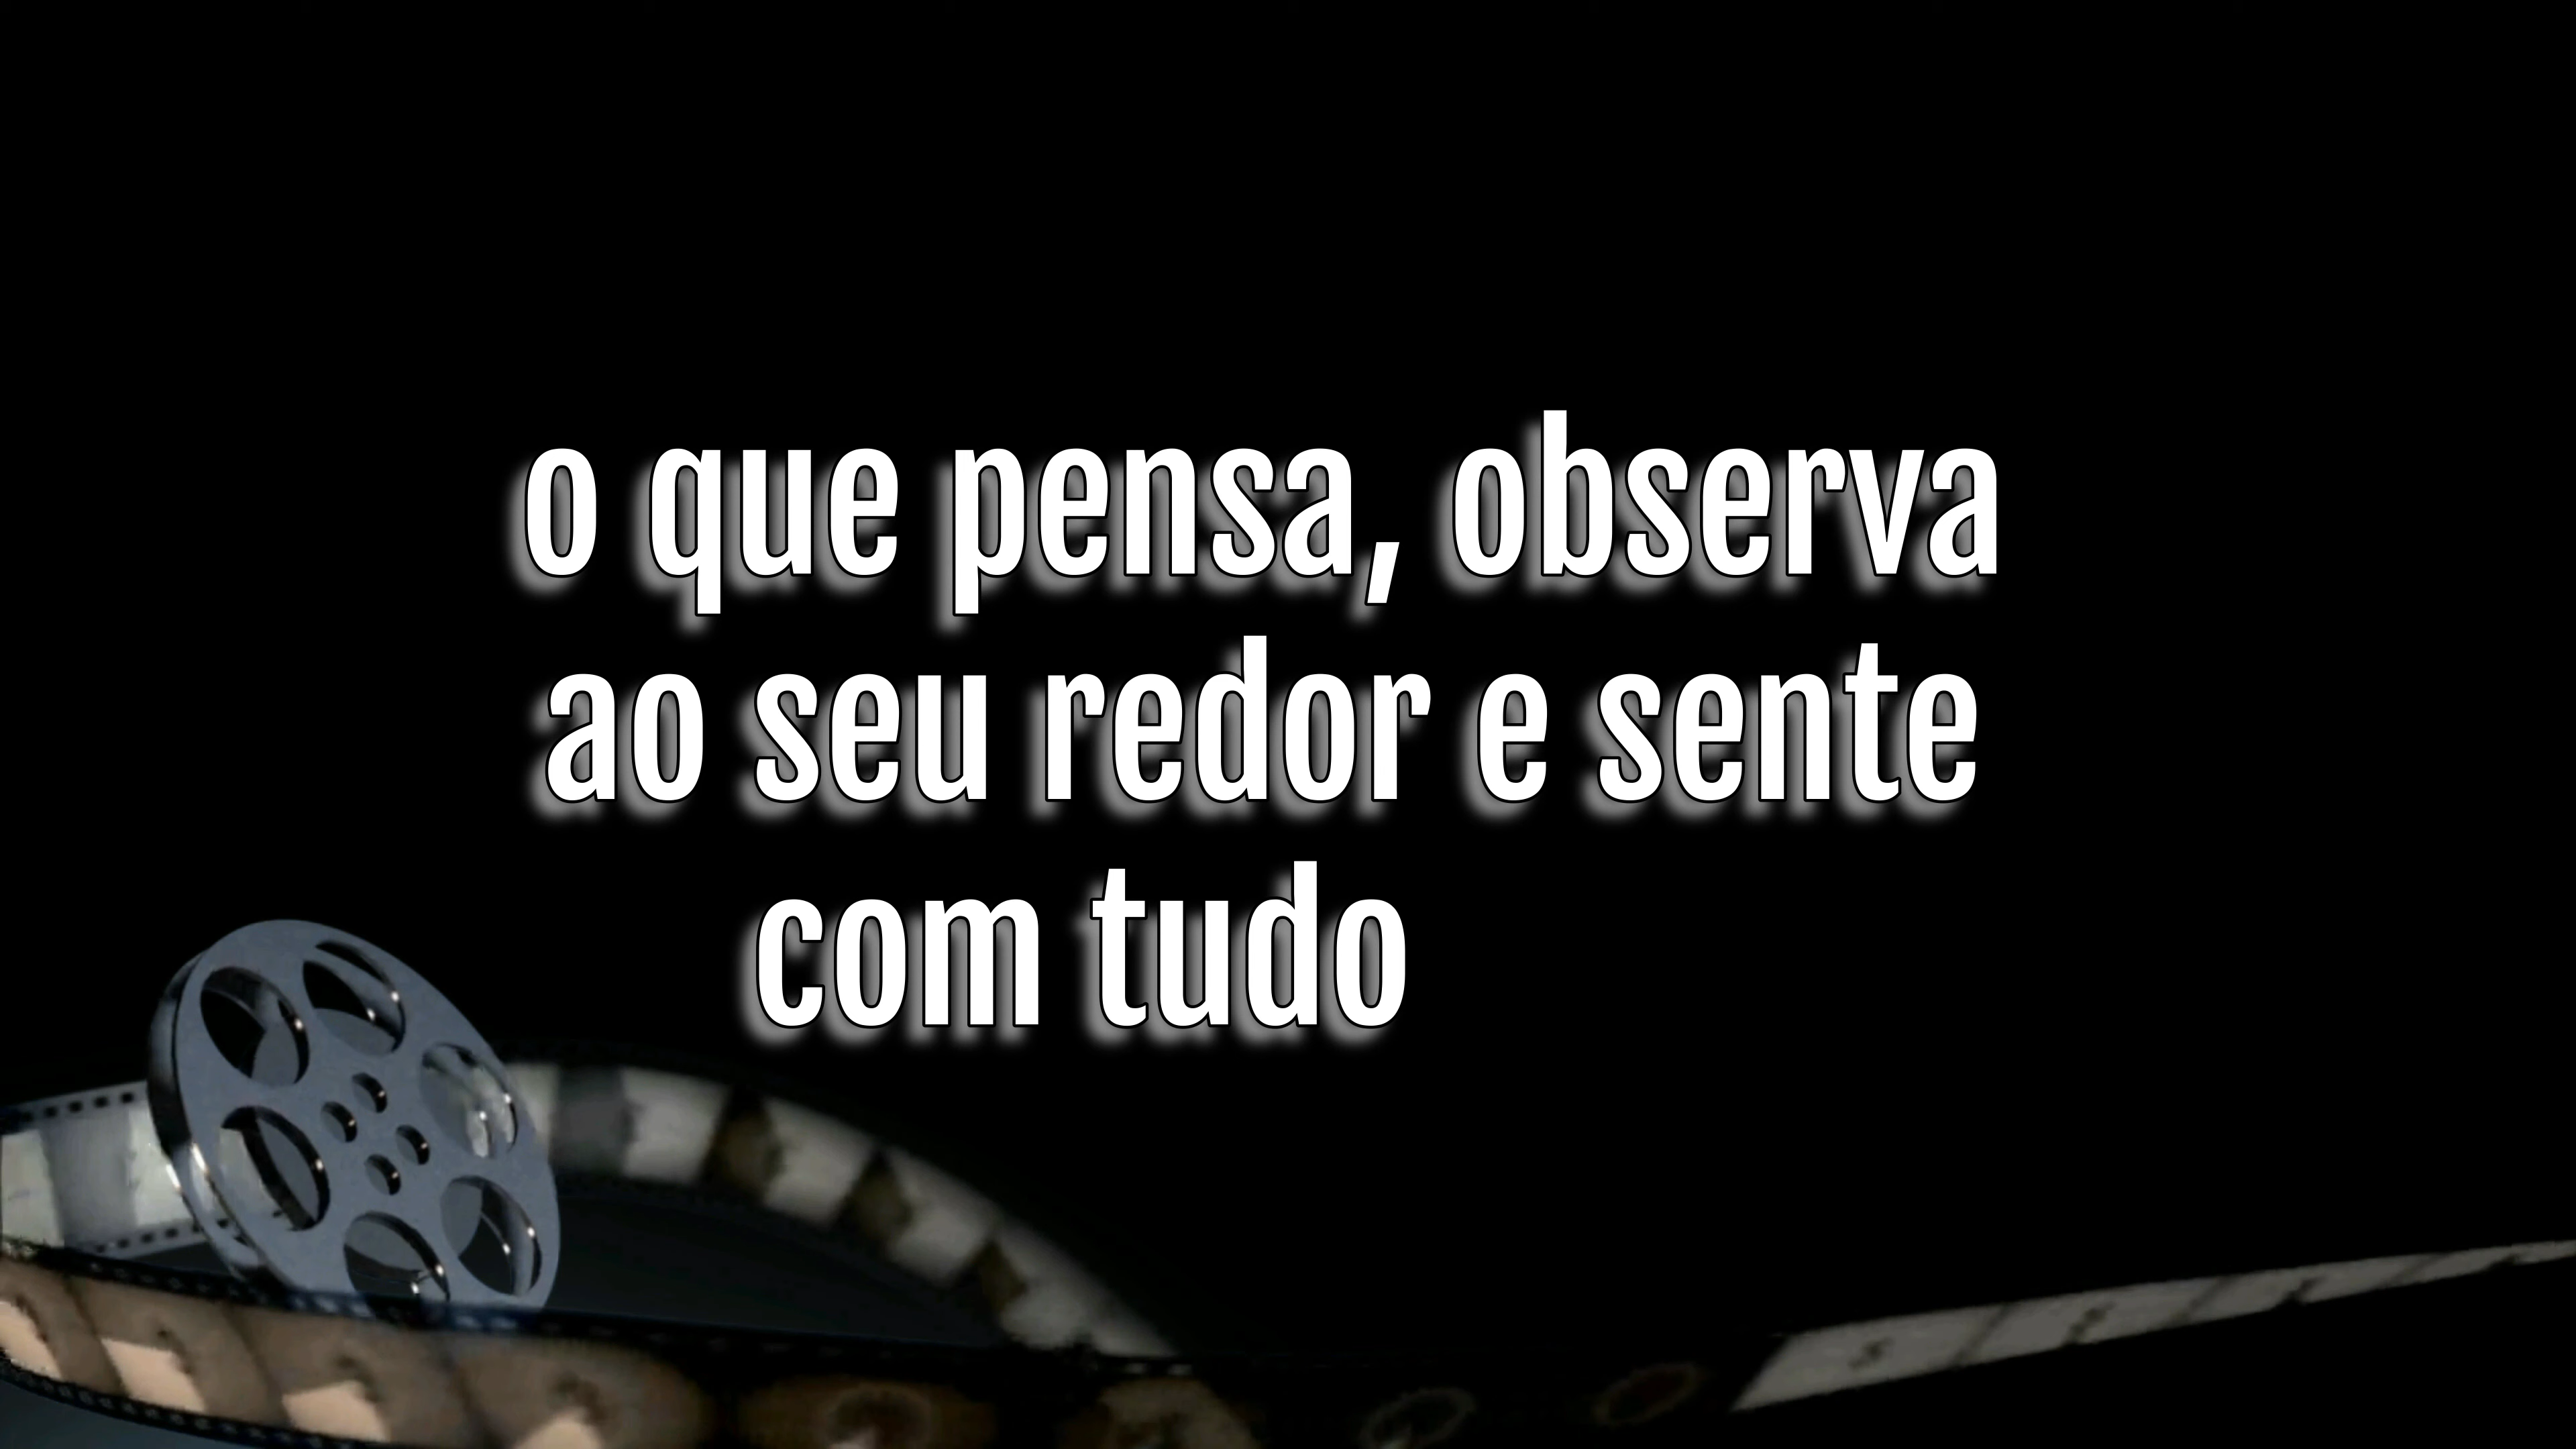 o que pensa, observa
ao seu redor e sente
com tudo